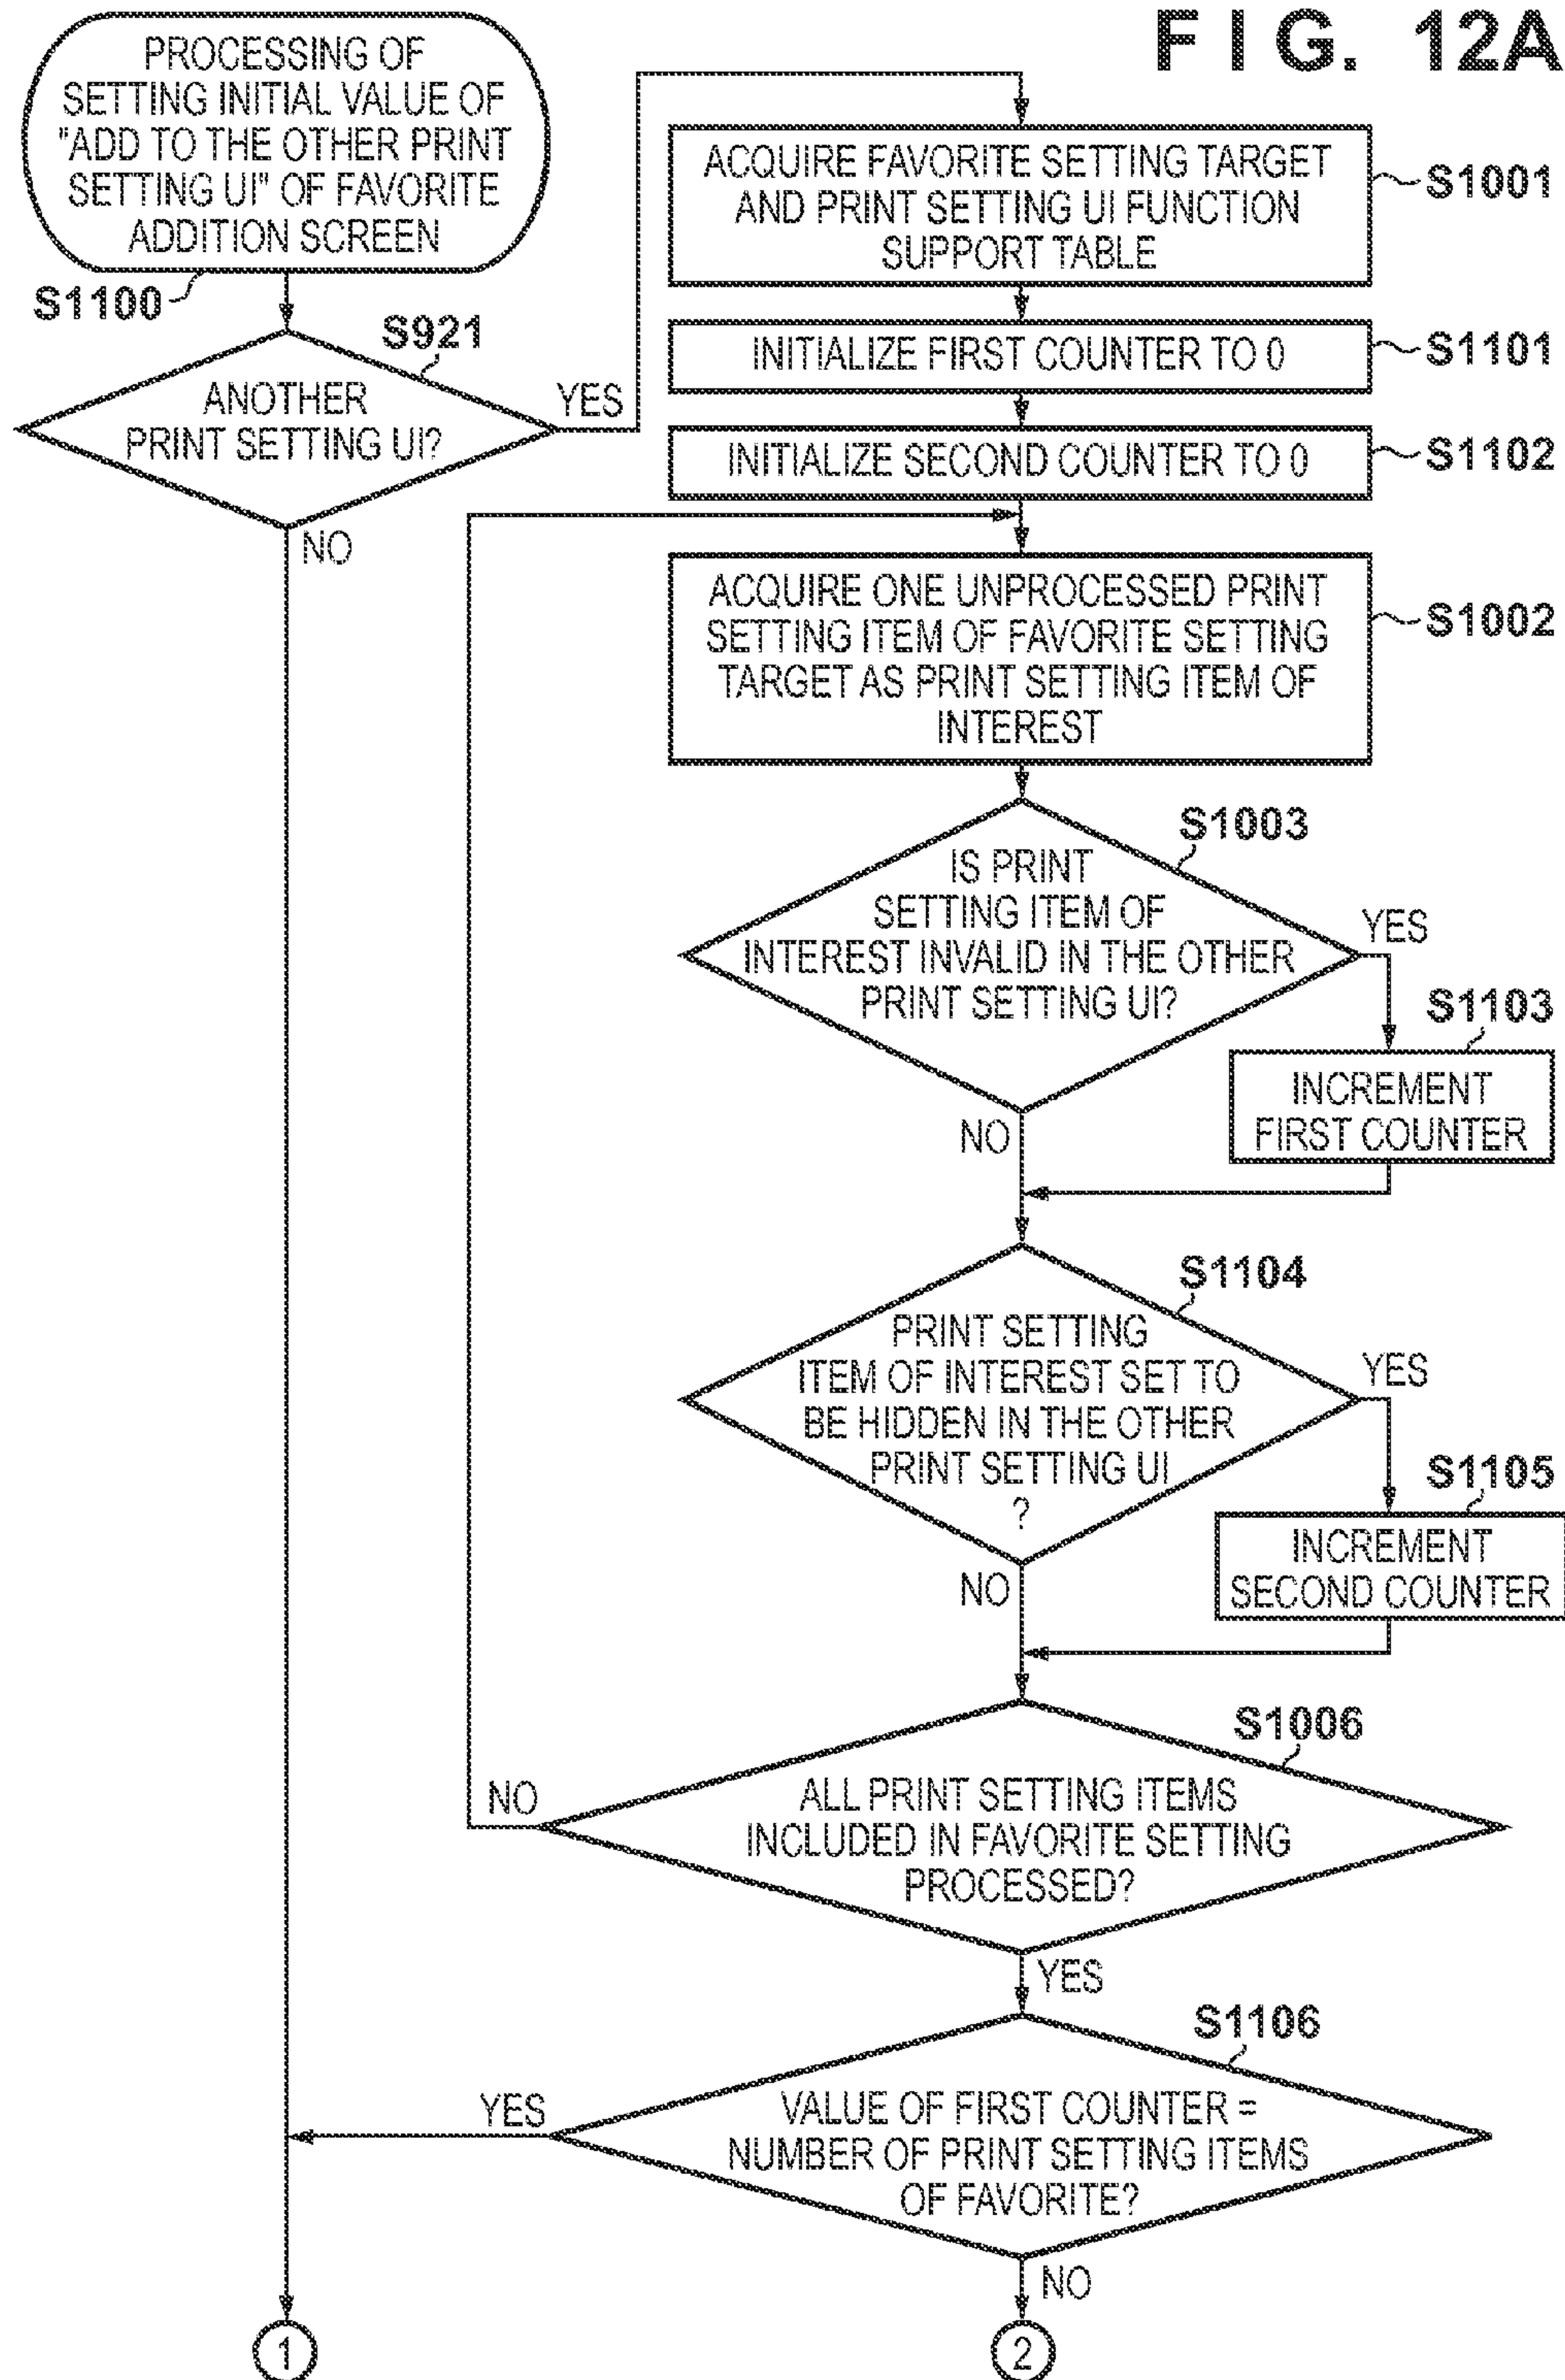 FIG. 12A
PROCESSING OF
SETTING INITIAL VALUE OF
"ADD TO THE OTHER PRINT
SETTING UI" OF FAVORITE
ADDITION SCREEN
S1100
S921
ANOTHER
PRINT SETTING UI?
YES
NO
ACQUIRE FAVORITE SETTING TARGET
AND PRINT SETTING UI FUNCTION
SUPPORT TABLE
S1001
INITIALIZE FIRST COUNTER TO 0
S1101
INITIALIZE SECOND COUNTER TO 0
S1102
ACQUIRE ONE UNPROCESSED PRINT
SETTING ITEM OF FAVORITE SETTING
TARGET AS PRINT SETTING ITEM OF
INTEREST
S1002
S1003
IS PRINT
SETTING ITEM OF
INTEREST INVALID IN THE OTHER
PRINT SETTING UI?
YES
S1103
INCREMENT
FIRST COUNTER
NO
S1104
PRINT SETTING
ITEM OF INTEREST SET TO
BE HIDDEN IN THE OTHER
PRINT SETTING UI
?
YES
S1105
INCREMENT
SECOND COUNTER
NO
S1006
ALL PRINT SETTING ITEMS
INCLUDED IN FAVORITE SETTING
PROCESSED?
NO
YES
S1106
VALUE OF FIRST COUNTER =
NUMBER OF PRINT SETTING ITEMS
OF FAVORITE?
YES
NO
1
2